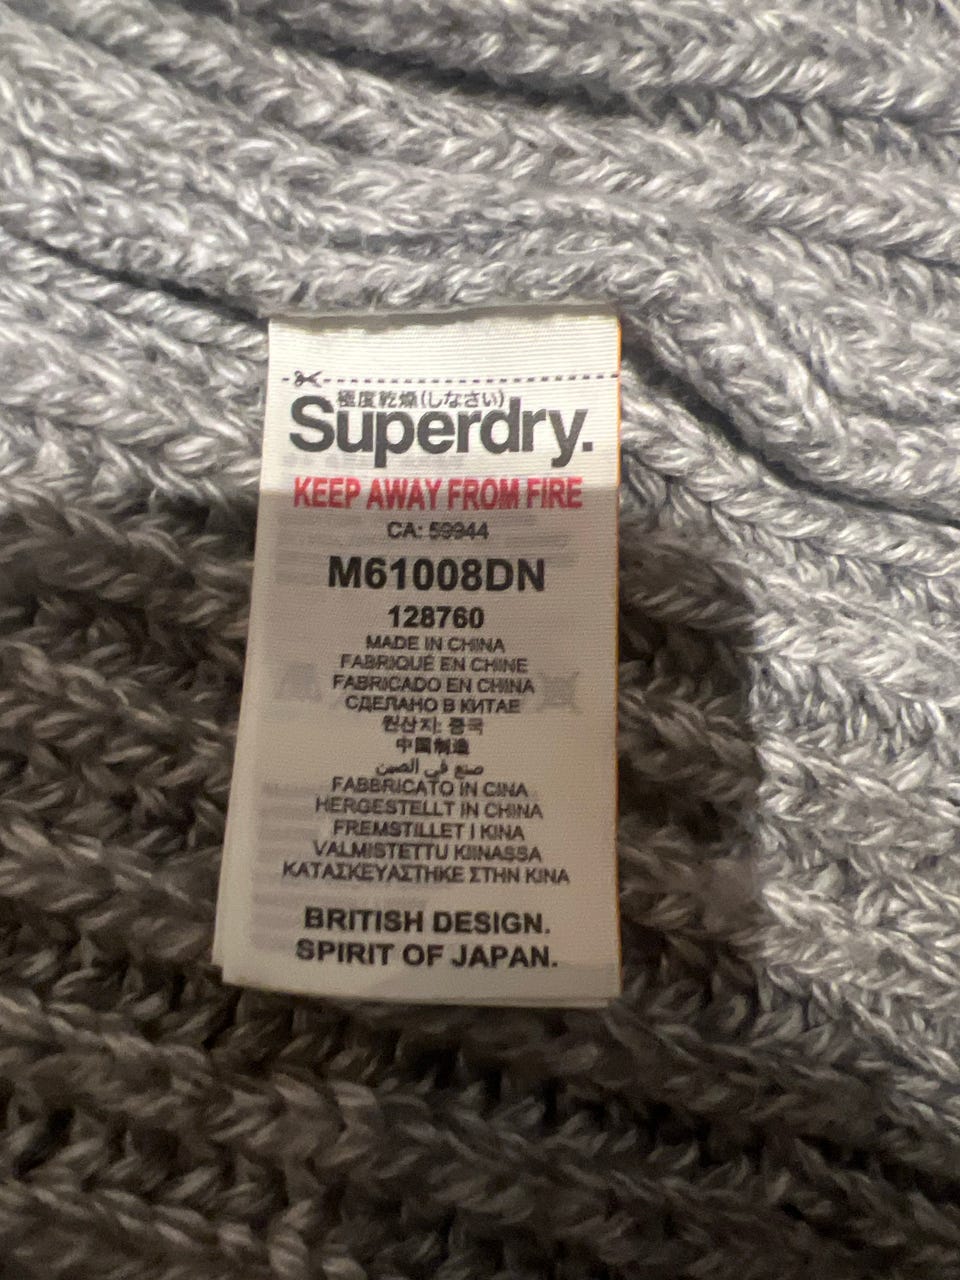 極度乾燥(しなさい)
Superdry.
KEEP AWAY FROM FIRE
CA: 59944
M61008DN
128760
MADE IN CHINA
FABRIQUÉ EN CHINE
FABRICADO EN CHINA
СДЕЛАНО В КИТАЕ
원산지: 중국
中国制造
صنع في الصين
FABBRICATO IN CINA
HERGESTELLT IN CHINA
FREMSTILLET I KINA
VALMISTETTU KIINASSA
ΚΑΤΑΣΚΕΥΑΣΤΗΚΕ ΣΤΗΝ ΚΙΝΑ
BRITISH DESIGN.
SPIRIT OF JAPAN.